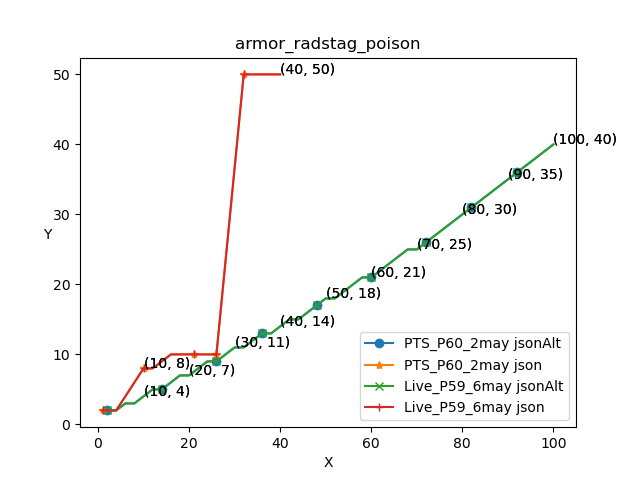 armor_radstag_poison
50
40
30
20
10
0
Y
(40, 50)
(100, 40)
(90, 35)
(80, 30)
(70, 25)
(60, 21)
(50, 18)
(40, 14)
(30, 11)
(10, 8)
(20, 7)
(10, 4)
PTS_P60_2may jsonAlt
PTS_P60_2may json
Live_P59_6may jsonAlt
Live_P59_6may json
0 20 40 60 80 100
X